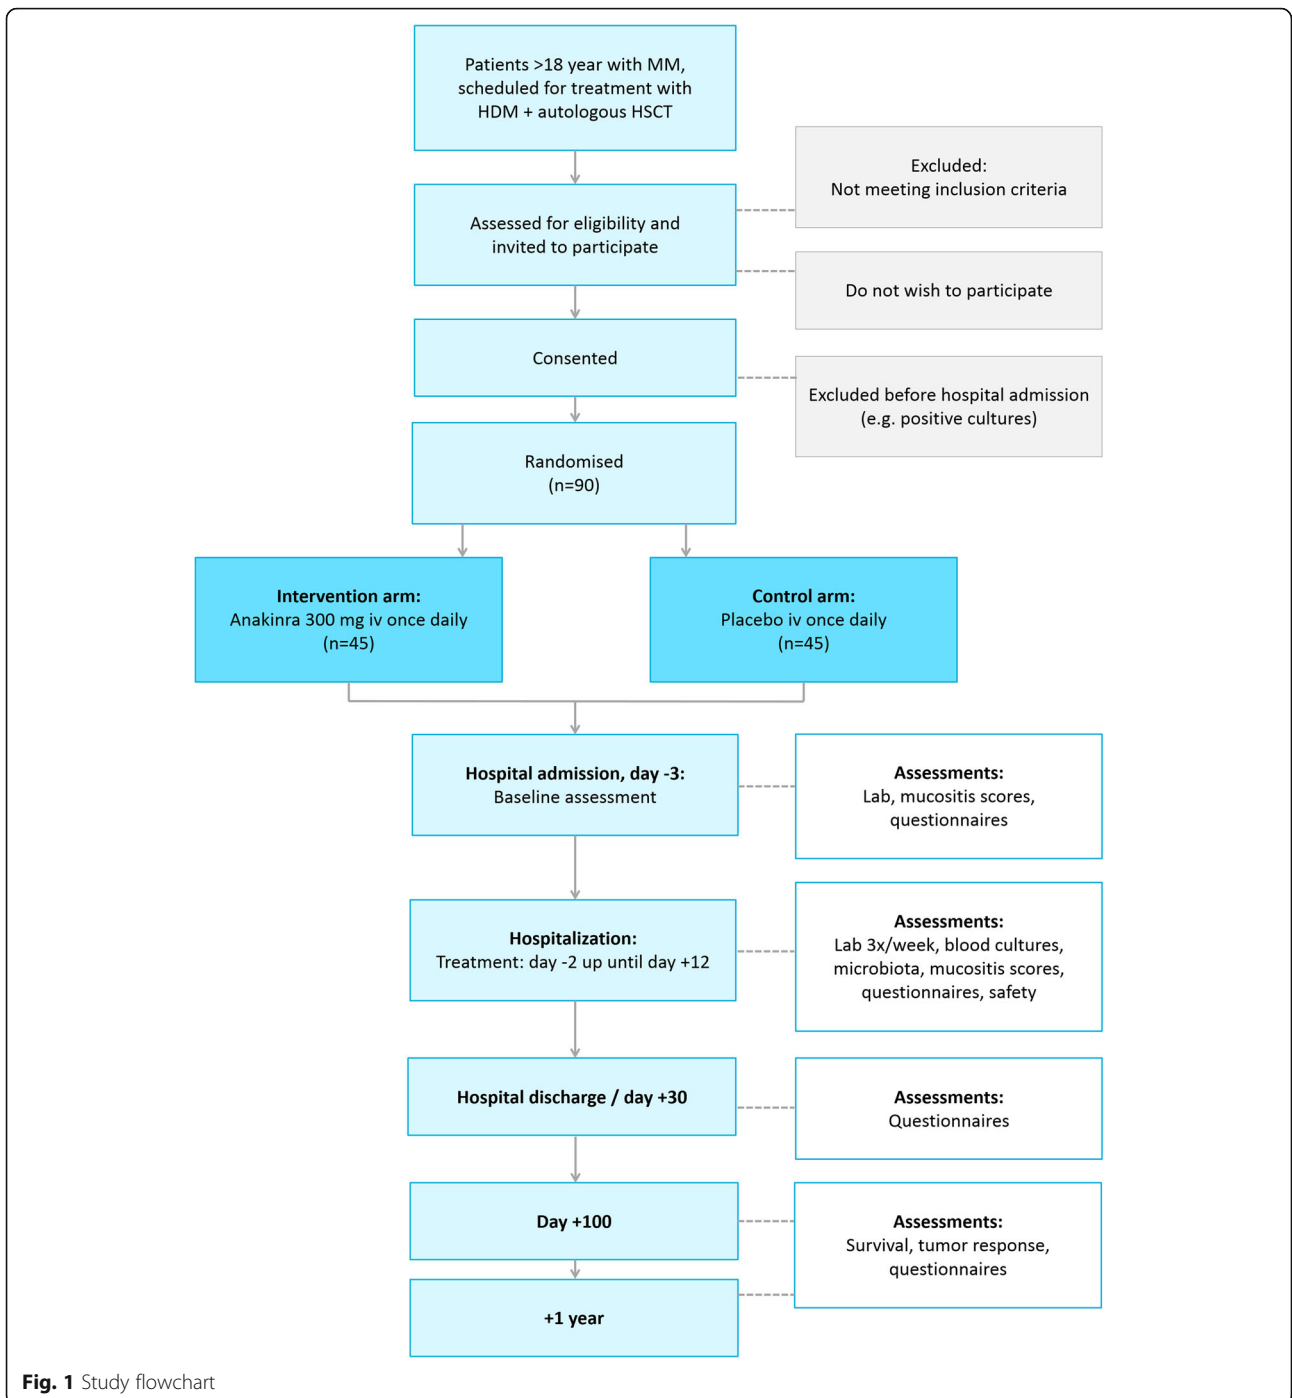 Patients >18 year with MM,
scheduled for treatment with
HDM + autologous HSCT
Excluded:
Not meeting inclusion criteria
Assessed for eligibility and
invited to participate
Do not wish to participate
Consented
Excluded before hospital admission
(e.g. positive cultures)
Randomised
(n=90)
Intervention arm:
Anakinra 300 mg iv once daily
(n=45)
Control arm:
Placebo iv once daily
(n=45)
Hospital admission, day -3:
Baseline assessment
Assessments:
Lab, mucositis scores,
questionnaires
Hospitalization:
Treatment: day -2 up until day +12
Assessments:
Lab 3x/week, blood cultures,
microbiota, mucositis scores,
questionnaires, safety
Hospital discharge / day +30
Assessments:
Questionnaires
Day +100
Assessments:
Survival, tumor response,
questionnaires
+1 year
Fig. 1 Study flowchart